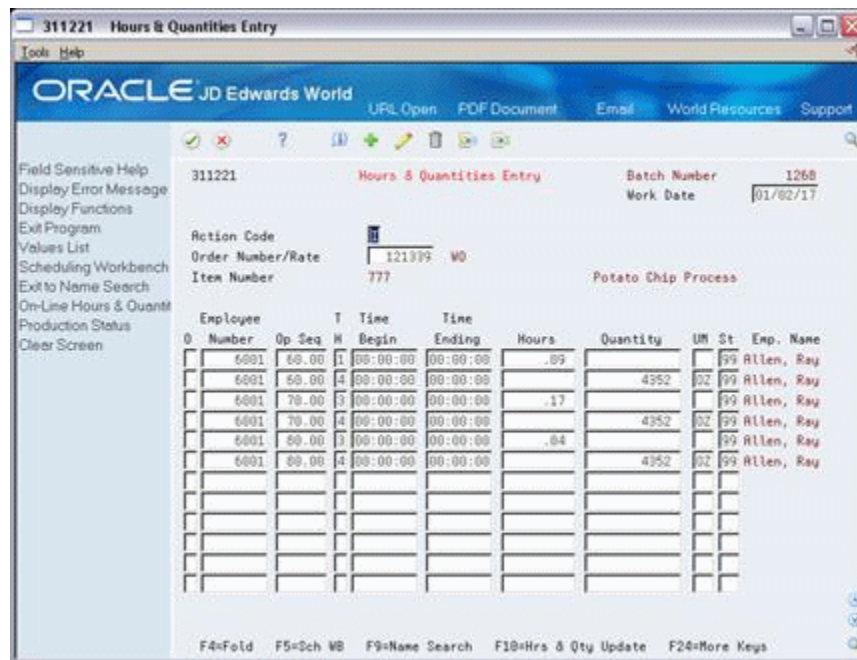 311221 Hours & Quantities Entry
Tools Help
ORACLE JD Edwards World
URL Open PDF Document Email World Resources Support
Field Sensitive Help
Display Error Message
Display Functions
Exit Program
Values List
Scheduling Workbench
Exit to Name Search
On-Line Hours & Quantit
Production Status
Clear Screen
311221 Hours & Quantities Entry Batch Number 1268
Work Date 01/02/17
Action Code I
Order Number/Rate 121339 WO
Item Number 777 Potato Chip Process
Employee T Time Time
O Number Op Seq H Begin Ending Hours Quantity UM St Emp. Name
6001 60.00 1 00:00:00 00:00:00 .09 99 Allen, Ray
6001 60.00 4 00:00:00 00:00:00 4352 OZ 99 Allen, Ray
6001 70.00 3 00:00:00 00:00:00 .17 99 Allen, Ray
6001 70.00 4 00:00:00 00:00:00 4352 OZ 99 Allen, Ray
6001 80.00 3 00:00:00 00:00:00 .04 99 Allen, Ray
6001 80.00 4 00:00:00 00:00:00 4352 OZ 99 Allen, Ray
F4=Fold F5=Sch WB F9=Name Search F10=Hrs & Qty Update F24=More Keys